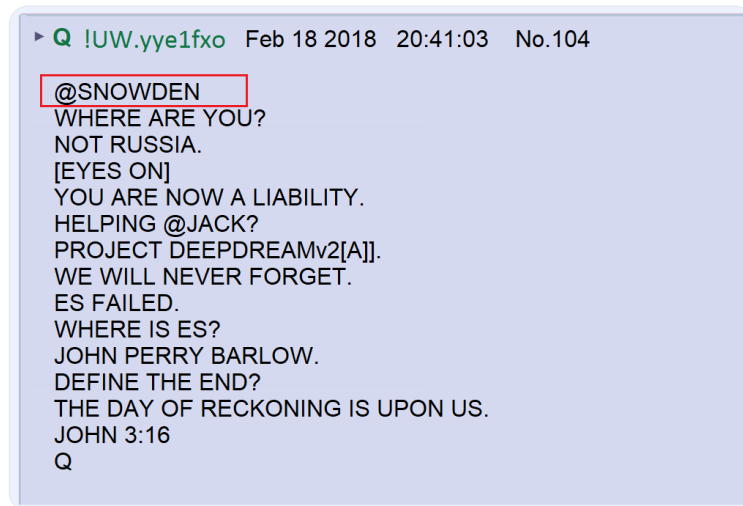 Q !UW.yye1fxo Feb 18 2018 20:41:03 No.104
@SNOWDEN
WHERE ARE YOU?
NOT RUSSIA.
[EYES ON]
YOU ARE NOW A LIABILITY.
HELPING @JACK?
PROJECT DEEPDREAMv2[A]].
WE WILL NEVER FORGET.
ES FAILED.
WHERE IS ES?
JOHN PERRY BARLOW.
DEFINE THE END?
THE DAY OF RECKONING IS UPON US.
JOHN 3:16
Q